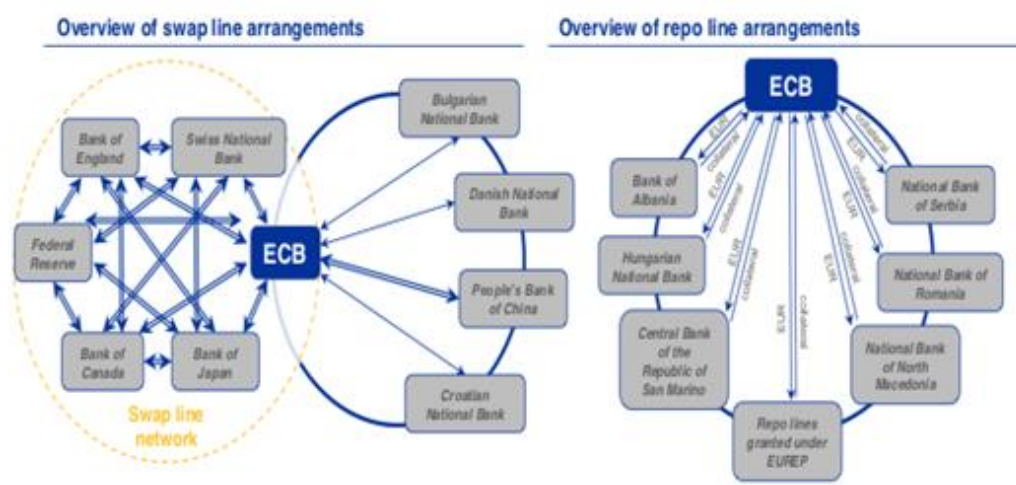 Overview of swap line arrangements
Bank of
England
Swiss National
Bank
Federal
Reserve
ECB
Bank of
Canada
Bank of
Japan
Swap line
network
Bulgarian
National Bank
Danish National
Bank
People's Bank
of China
Croatian
National Bank
Overview of repo line arrangements
ECB
EUR
collateral
EUR
collateral
EUR
collateral
EUR
collateral
EUR
collateral
EUR
collateral
collateral
Bank of
Albania
Hungarian
National Bank
Central Bank
of the
Republic of
San Marino
Repo lines
granted under
EUREP
National Bank
of North
Macedonia
National Bank of
Romania
National Bank
of Serbia